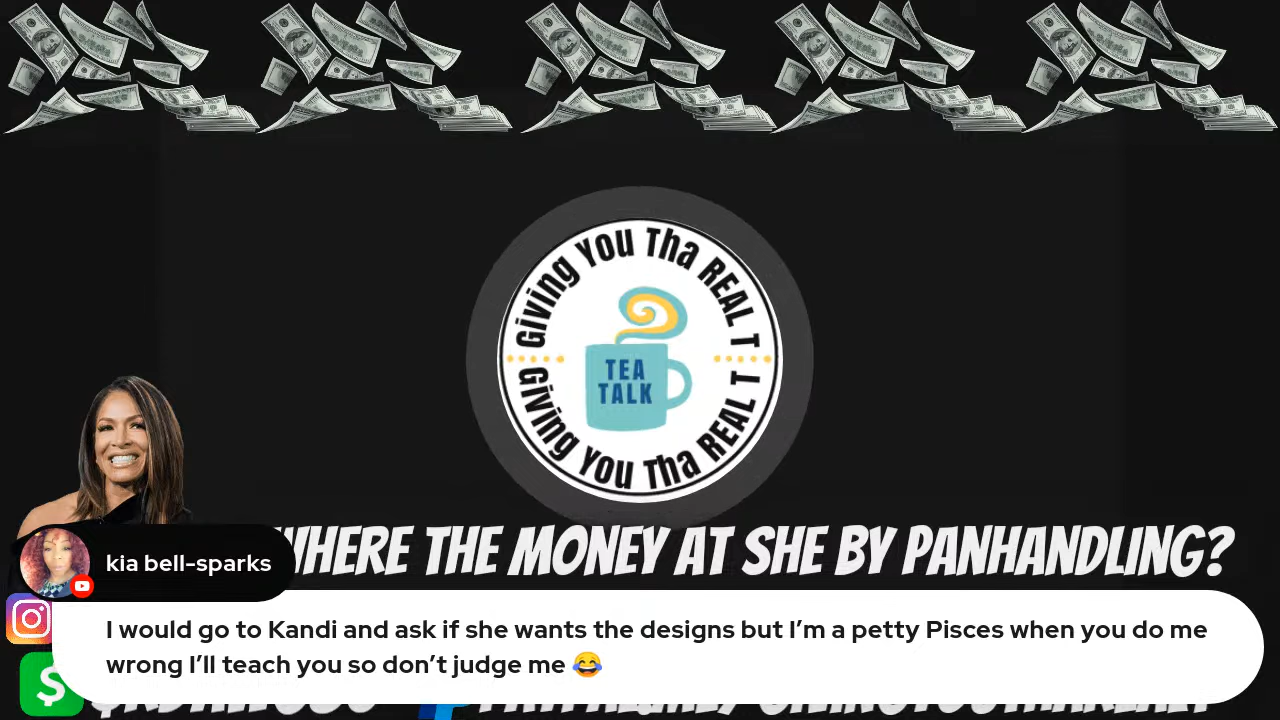 Giving You Tha REAL T
TEA
TALK
Giving You Tha REAL T
WHERE THE MONEY AT SHE BY PANHANDLING?
kia bell-sparks
I would go to Kandi and ask if she wants the designs but I’m a petty Pisces when you do me
wrong I’ll teach you so don’t judge me 😂